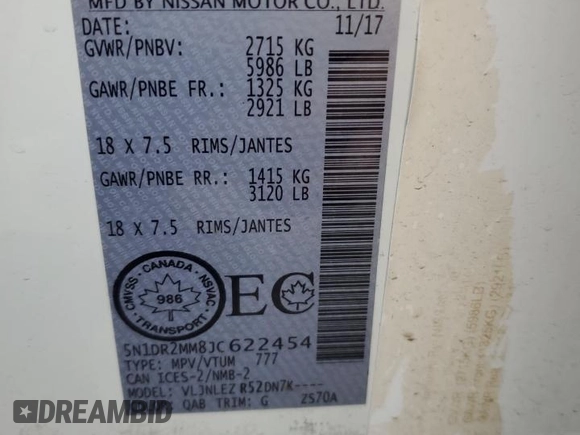 MFD BY NISSAN MOTOR CO., LTD.
DATE: 11/17
GVWR/PNBV: 2715 KG
5986 LB
GAWR/PNBE FR.: 1325 KG
2921 LB
18 X 7.5 RIMS/JANTES
GAWR/PNBE RR.: 1415 KG
3120 LB
18 X 7.5 RIMS/JANTES
CMVSS - CANADA - NSVAC
986
TRANSPORT
EC
5N1DR2MM8JC622454
TYPE: MPV/VTUM 777
CAN ICES-2/NMB-2
MODEL: VLJNLEZ R52DN7K----
QAB TRIM: G ZS70A
DREAMBID
.COM